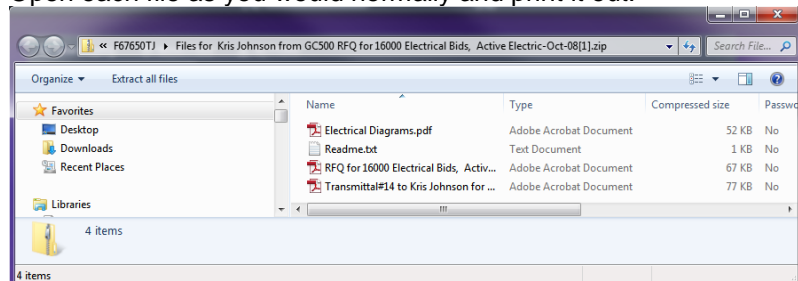 Open each file as you would normally and print it out.
« F67650TJ ▸ Files for Kris Johnson from GC500 RFQ for 16000 Electrical Bids, Active Electric-Oct-08[1].zip
Search File...
Organize Extract all files
Favorites
Desktop
Downloads
Recent Places
Libraries
Name Type Compressed size Passwo
Electrical Diagrams.pdf Adobe Acrobat Document 52 KB No
Readme.txt Text Document 1 KB No
RFQ for 16000 Electrical Bids, Activ... Adobe Acrobat Document 67 KB No
Transmittal#14 to Kris Johnson for ... Adobe Acrobat Document 77 KB No
4 items
4 items